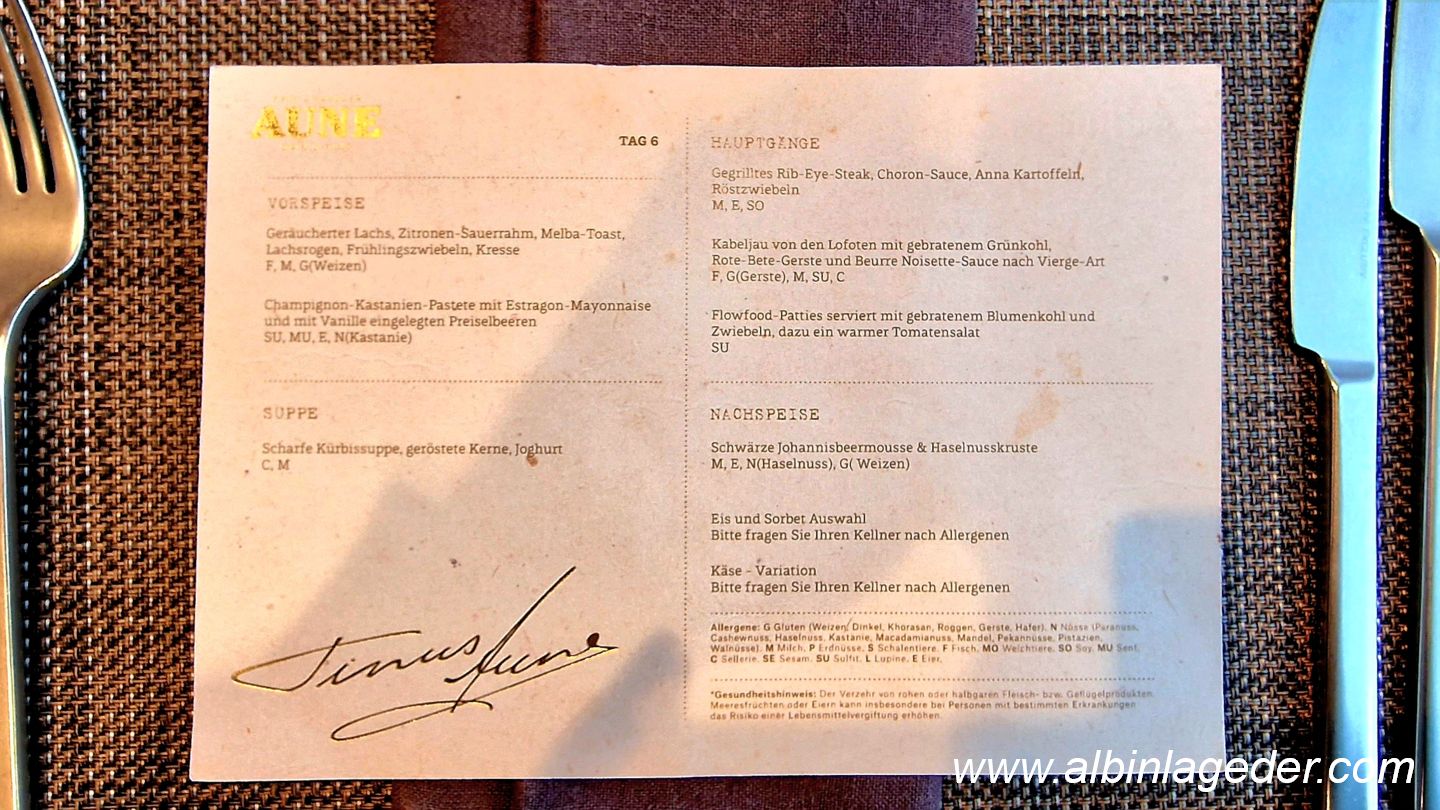 AUNE
TAG 6
VORSPEISE
Geräucherter Lachs, Zitronen-Sauerrahm, Melba-Toast,
Lachsrogen, Frühlingszwiebeln, Kresse
F, M, G(Weizen)
Champignon-Kastanien-Pastete mit Estragon-Mayonnaise
und mit Vanille eingelegten Preiselbeeren
SU, MU, E, N(Kastanie)
SUPPE
Scharfe Kürbissuppe, geröstete Kerne, Joghurt
C, M
Tinus Aune
HAUPTGÄNGE
Gegrilltes Rib-Eye-Steak, Choron-Sauce, Anna Kartoffeln,
Röstzwiebeln
M, E, SO
Kabeljau von den Lofoten mit gebratenem Grünkohl,
Rote-Bete-Gerste und Beurre Noisette-Sauce nach Vierge-Art
F, G(Gerste), M, SU, C
Flowfood-Patties serviert mit gebratenem Blumenkohl und
Zwiebeln, dazu ein warmer Tomatensalat
SU
NACHSPEISE
Schwärze Johannisbeermousse & Haselnusskruste
M, E, N(Haselnuss), G( Weizen)
Eis und Sorbet Auswahl
Bitte fragen Sie Ihren Kellner nach Allergenen
Käse - Variation
Bitte fragen Sie Ihren Kellner nach Allergenen
Allergene: G Gluten (Weizen, Dinkel, Khorasan, Roggen, Gerste, Hafer). N Nüsse (Paranuss,
Cashewnuss, Haselnuss, Kastanie, Macadamianuss, Mandel, Pekannüsse, Pistazien,
Walnüsse). M Milch. P Erdnüsse. S Schalentiere. F Fisch. MO Weichtiere. SO Soy. MU Senf.
C Sellerie. SE Sesam. SU Sulfit. L Lupine. E Eier.
*Gesundheitshinweis: Der Verzehr von rohen oder halbgaren Fleisch- bzw. Geflügelprodukten,
Meeresfrüchten oder Eiern kann insbesondere bei Personen mit bestimmten Erkrankungen
das Risiko einer Lebensmittelvergiftung erhöhen.
www.albinlageder.com